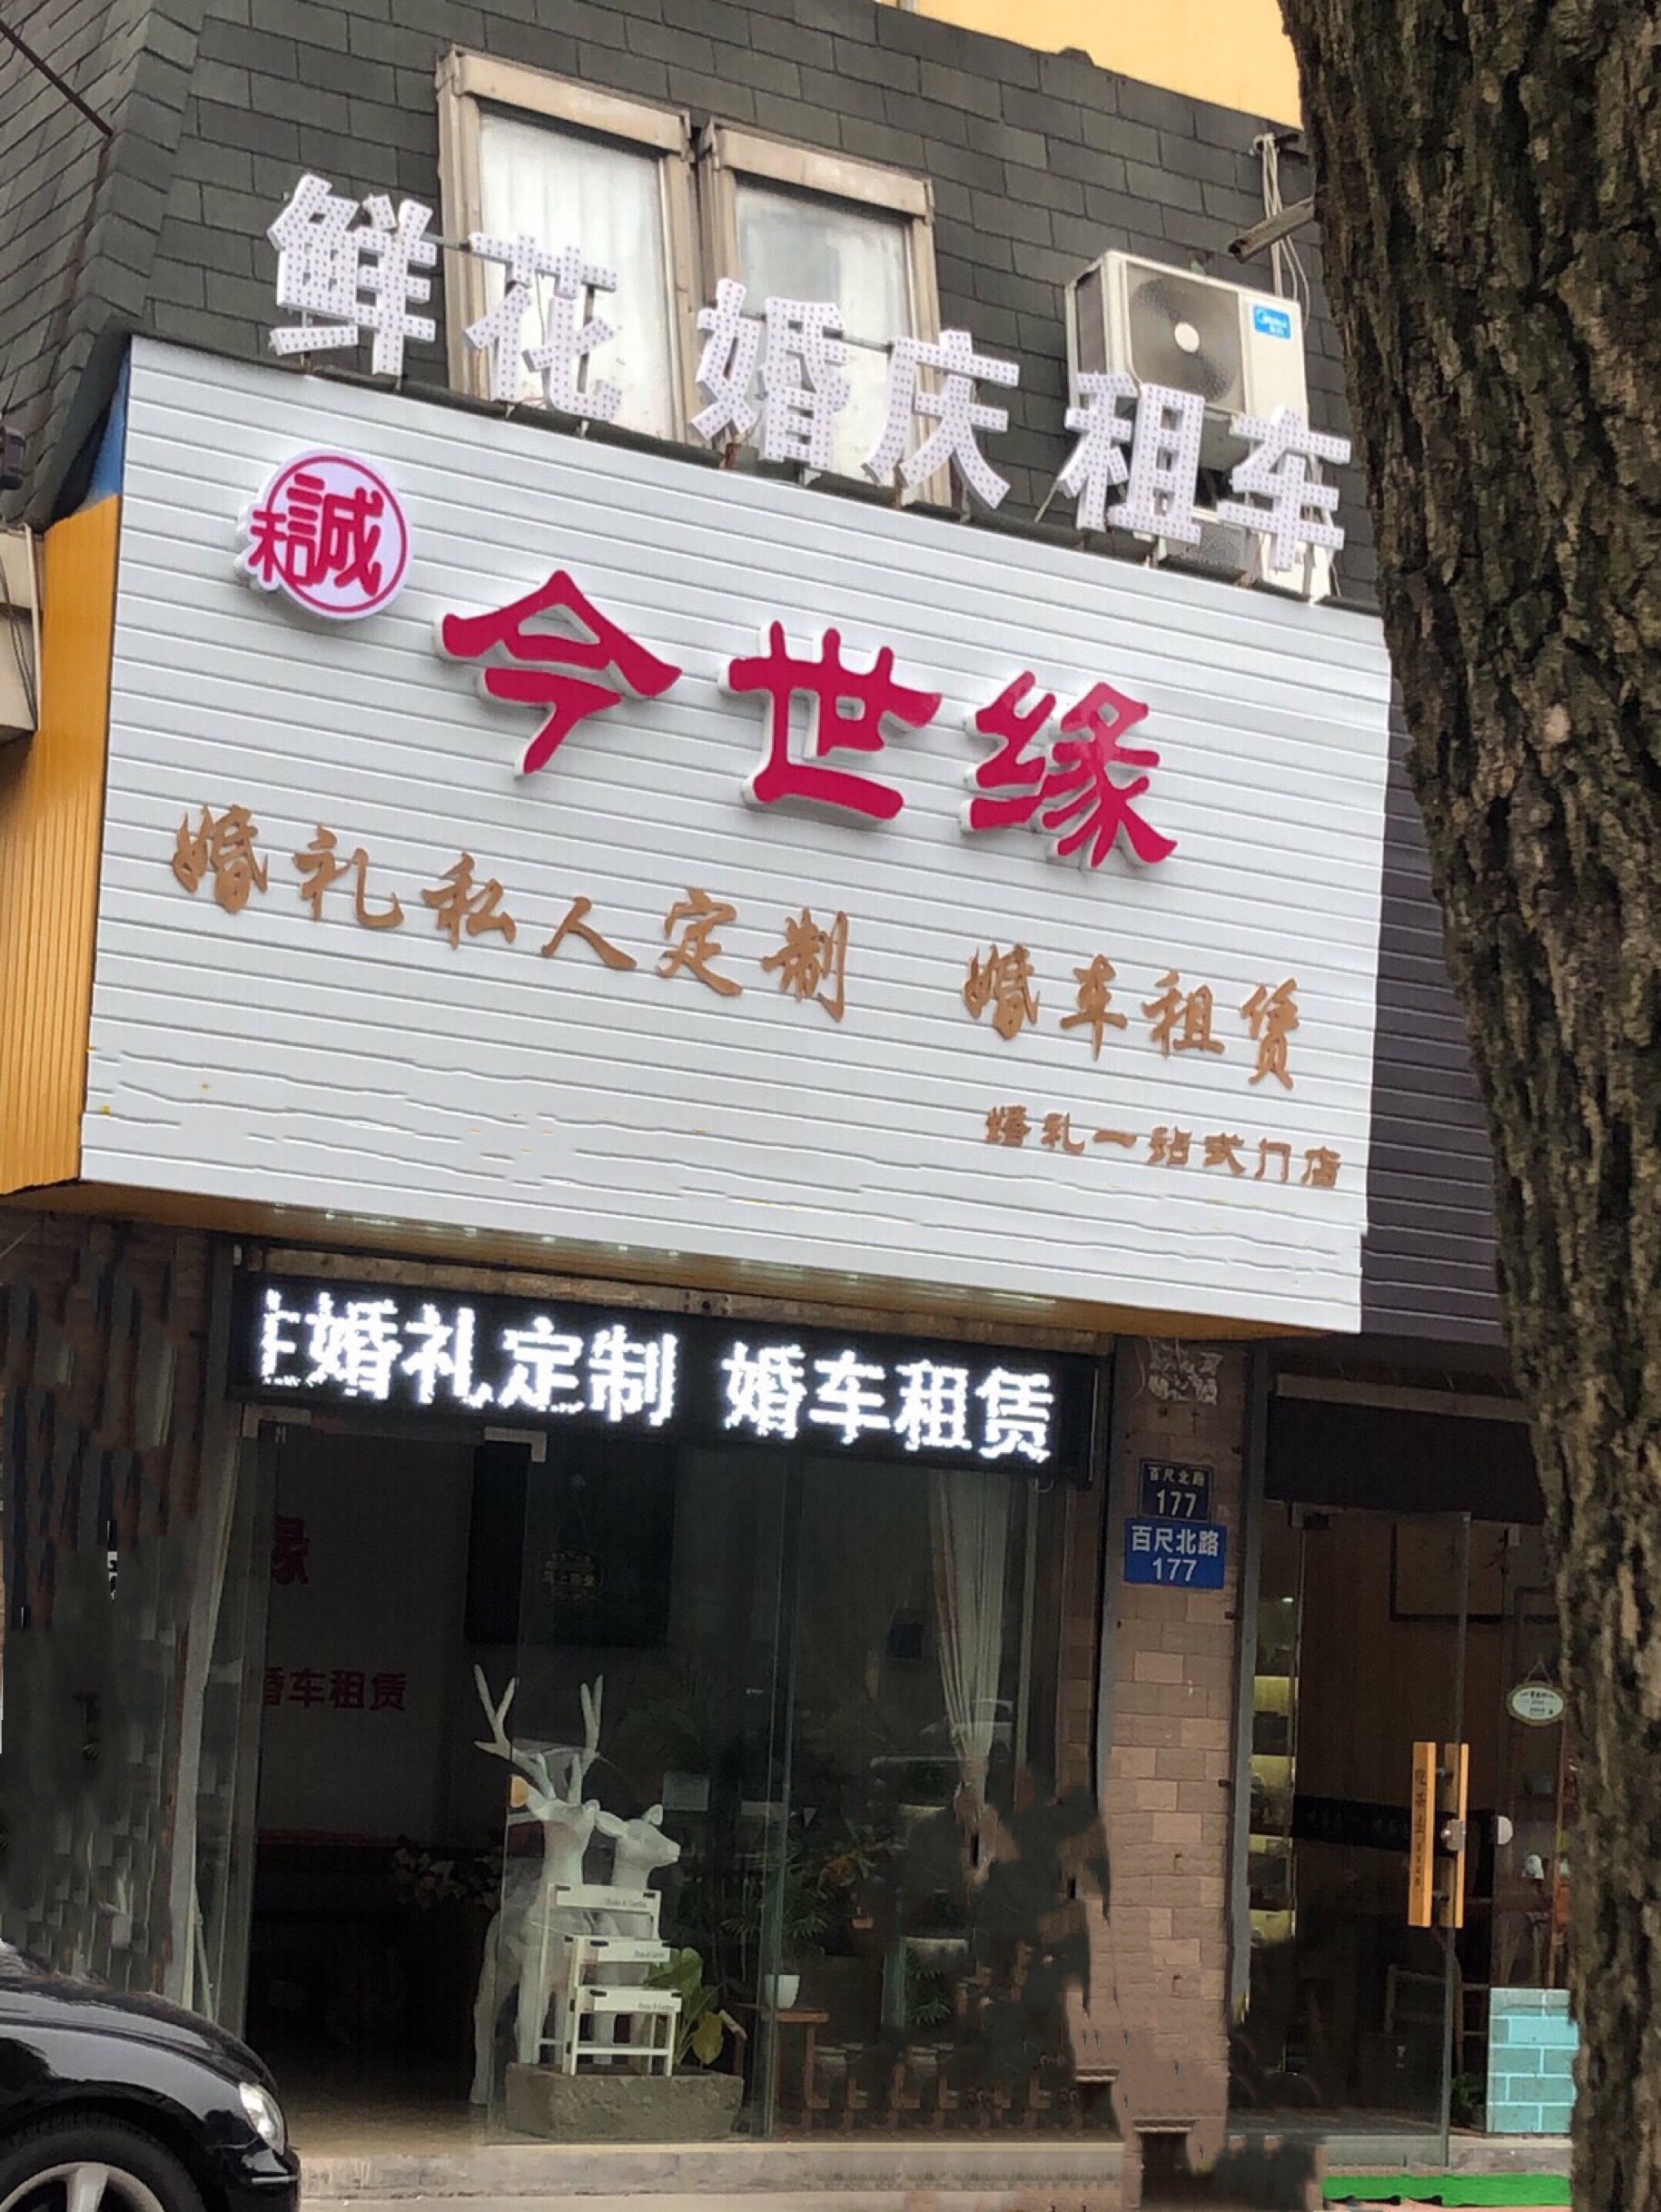 鲜花 婚庆 租车
誠
今世缘
婚礼私人定制 婚车租赁
婚礼一站式门店
车婚礼定制 婚车租赁
百尺北路
177
百尺北路
177
缘
婚车租赁